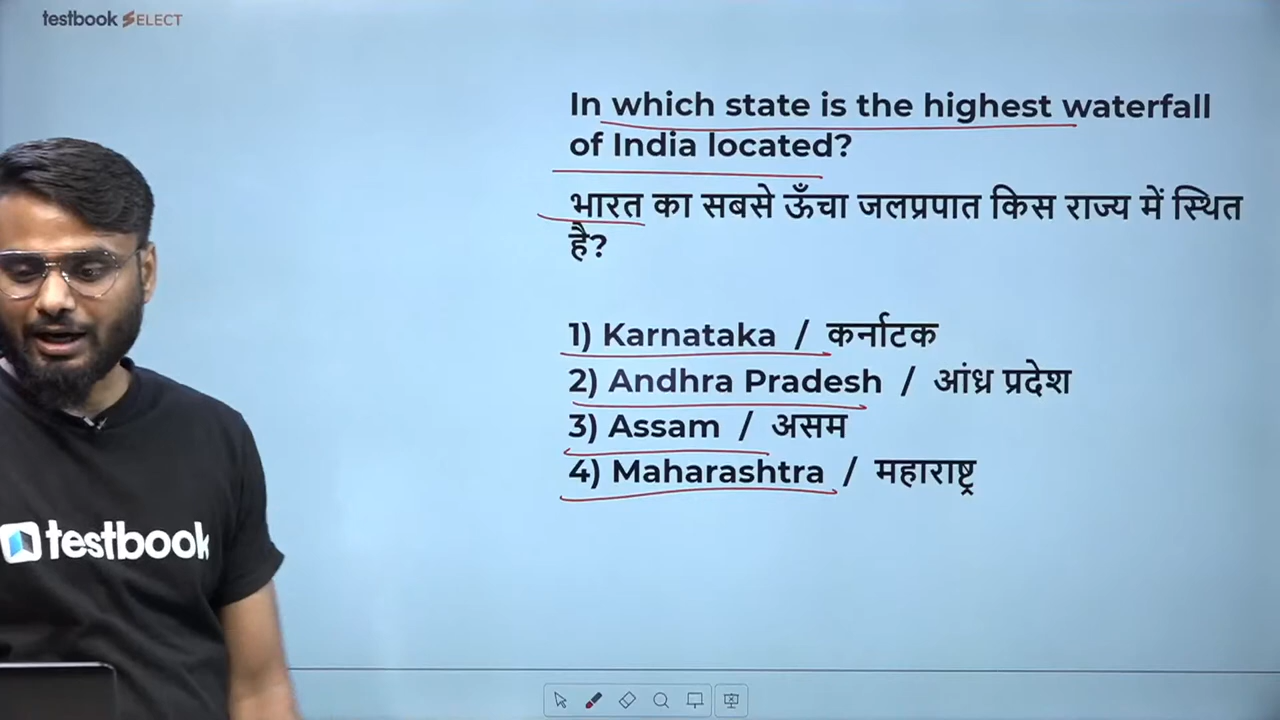 testbook SELECT
In which state is the highest waterfall
of India located?
भारत का सबसे ऊँचा जलप्रपात किस राज्य में स्थित
है?
1) Karnataka / कर्नाटक
2) Andhra Pradesh / आंध्र प्रदेश
3) Assam / असम
4) Maharashtra / महाराष्ट्र
testbook